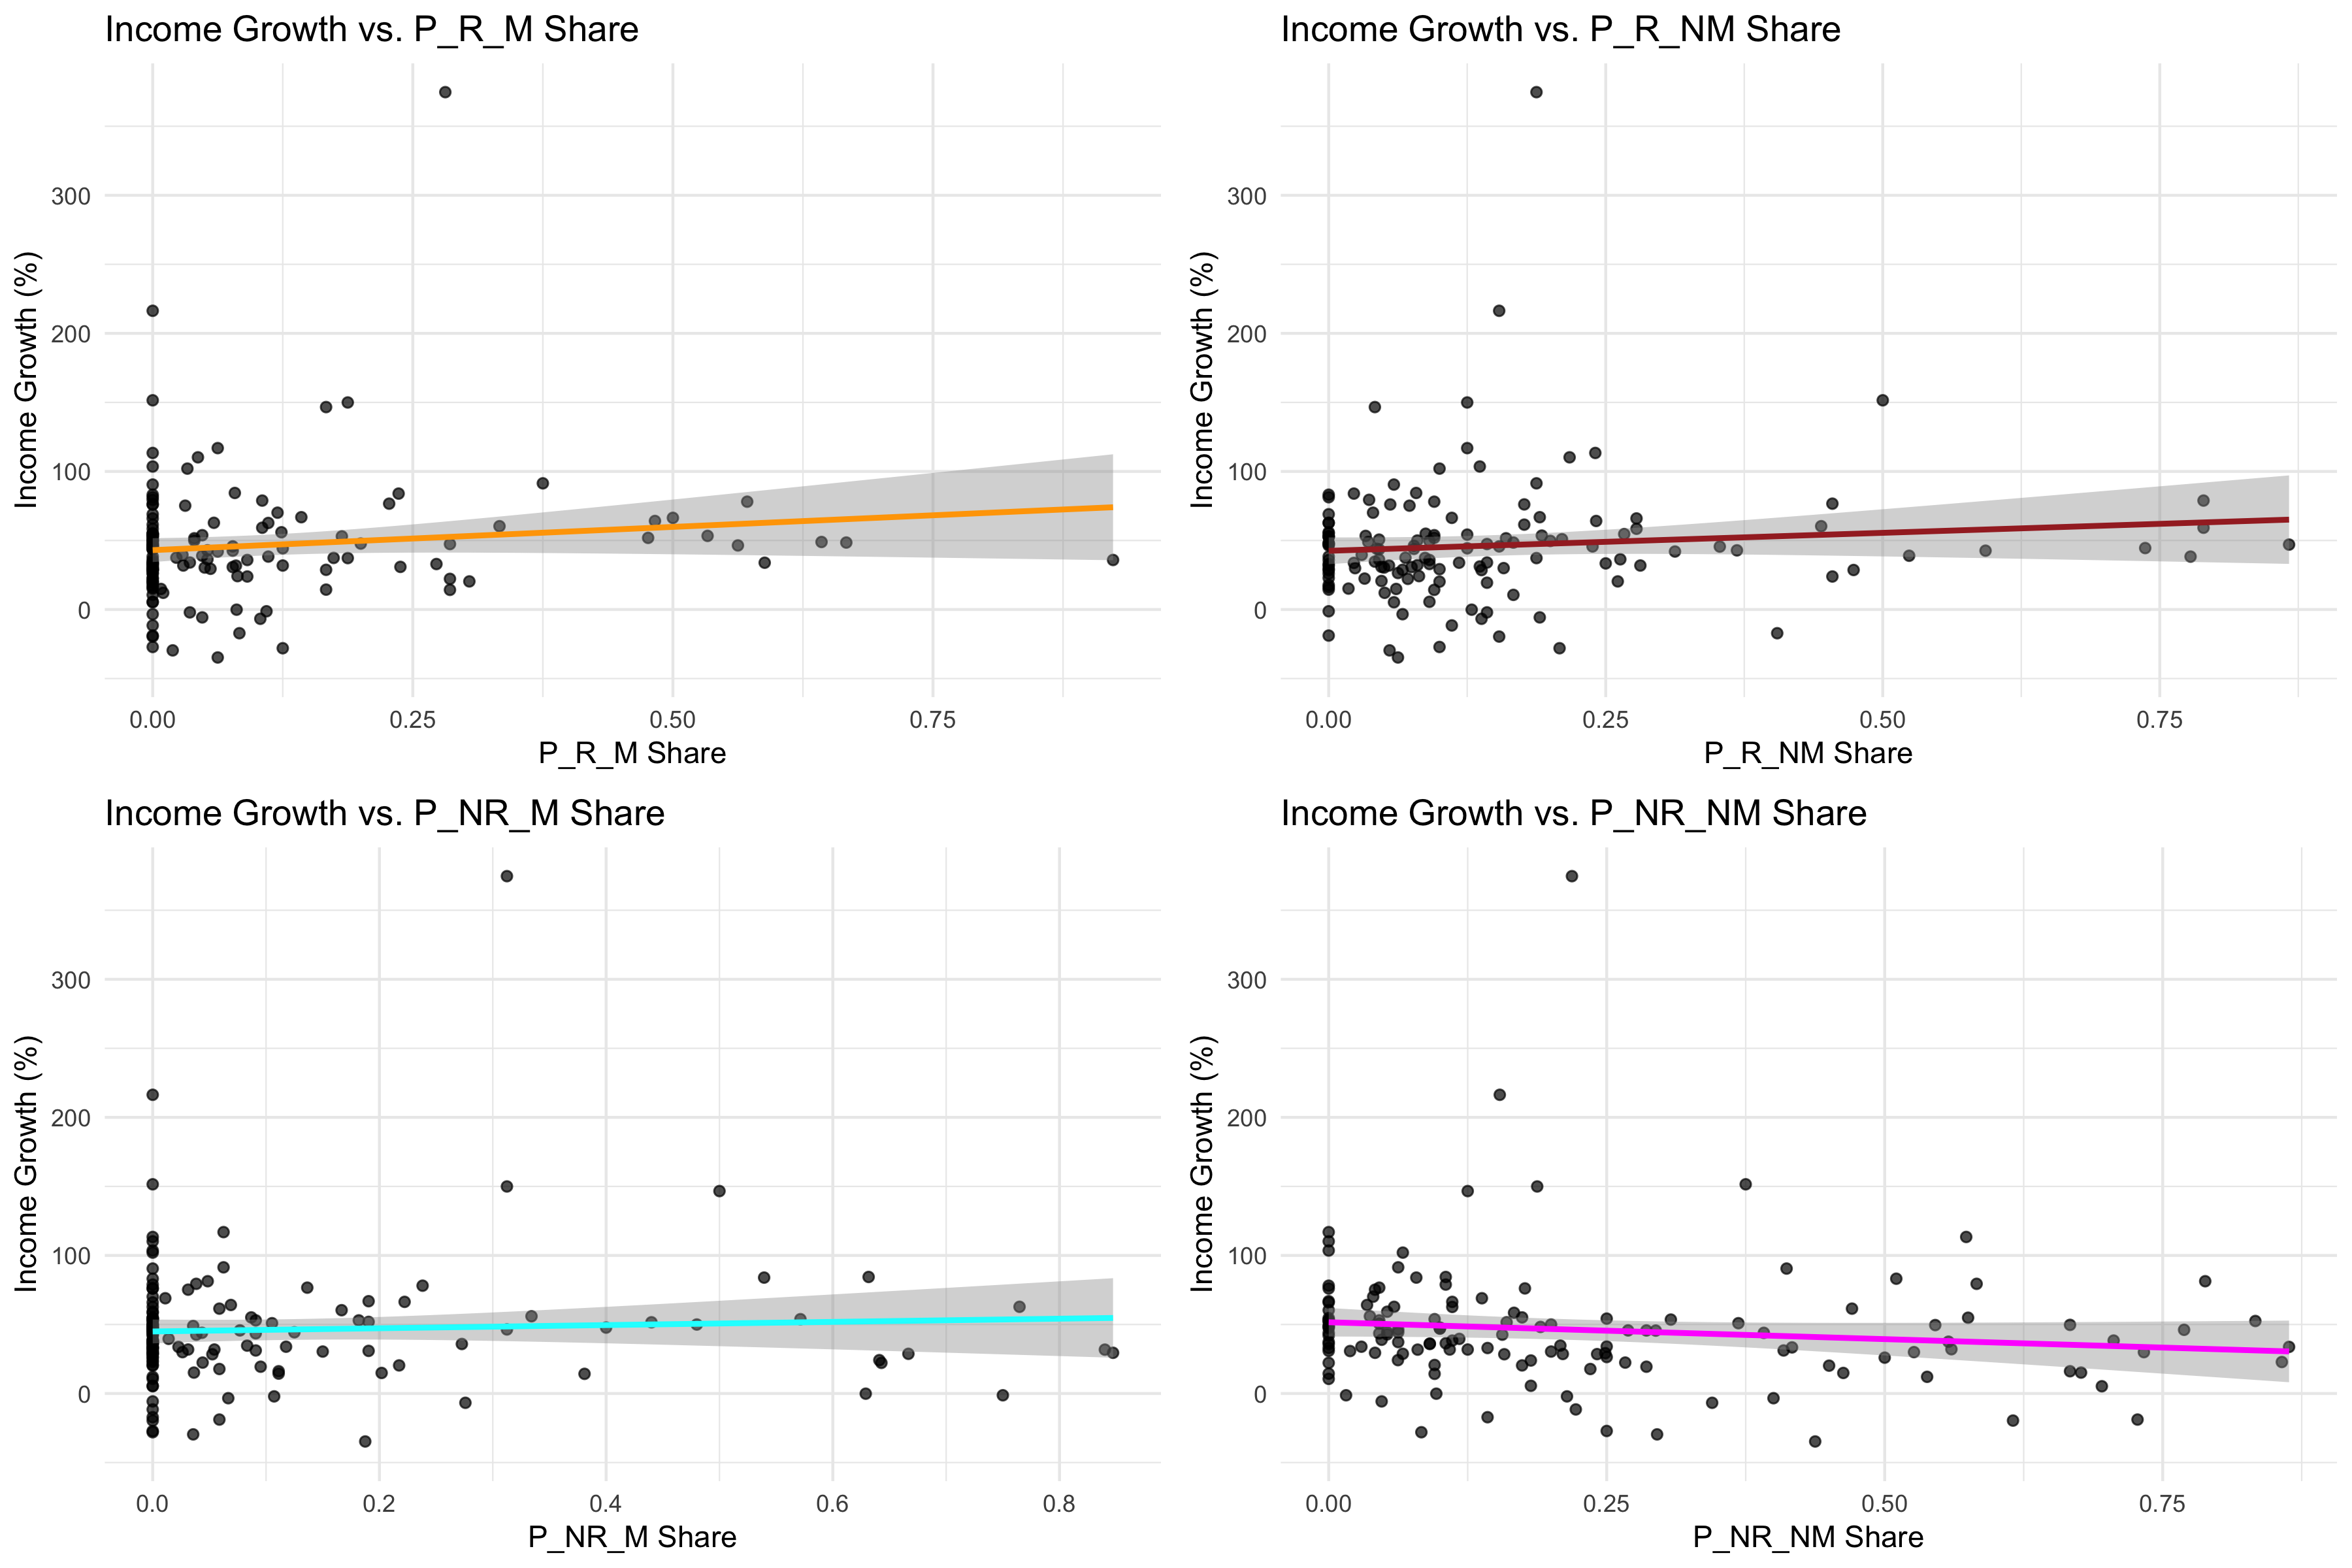 Income Growth vs. P_R_M Share
Income Growth (%)
300
200
100
0
0.00 0.25 0.50 0.75
P_R_M Share
Income Growth vs. P_R_NM Share
Income Growth (%)
300
200
100
0
0.00 0.25 0.50 0.75
P_R_NM Share
Income Growth vs. P_NR_M Share
Income Growth (%)
300
200
100
0
0.0 0.2 0.4 0.6 0.8
P_NR_M Share
Income Growth vs. P_NR_NM Share
Income Growth (%)
300
200
100
0
0.00 0.25 0.50 0.75
P_NR_NM Share